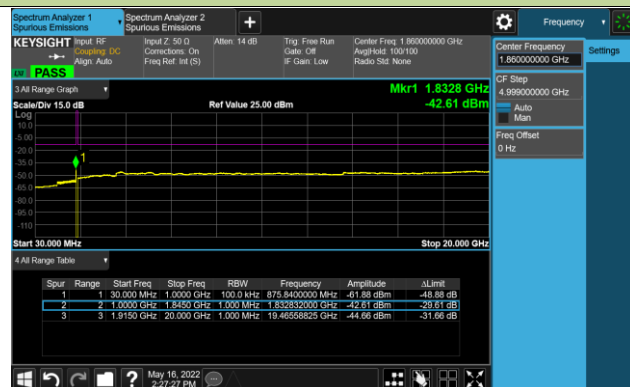 Spectrum Analyzer 1
Spurious Emissions
Spectrum Analyzer 2
Spurious Emissions
Frequency
KEYSIGHT
Input: RF
Coupling: DC
Align: Auto
Input Z: 50 Ω
Corrections: On
Freq Ref: Int (S)
Atten: 14 dB
Trig: Free Run
Gate: Off
IF Gain: Low
Center Freq: 1.860000000 GHz
Avg|Hold: 100/100
Radio Std: None
PASS
Center Frequency
1.860000000 GHz
Settings
CF Step
4.999000000 GHz
Auto
Man
Freq Offset
0 Hz
3 All Range Graph
Mkr1 1.8328 GHz
Scale/Div 15.0 dB
Ref Value 25.00 dBm
-42.61 dBm
Log
10.0
-5.00
-20.0
-35.0
-50.0
-65.0
-80.0
-95.0
-110
1
Start 30.000 MHz
Stop 20.000 GHz
4 All Range Table
Spur Range Start Freq Stop Freq RBW Frequency Amplitude ΔLimit
1 1 30.000 MHz 1.0000 GHz 100.0 kHz 875.8400000 MHz -61.88 dBm -48.88 dB
2 2 1.0000 GHz 1.8450 GHz 1.000 MHz 1.83283200 GHz -42.61 dBm -29.61 dB
3 3 1.9150 GHz 20.000 GHz 1.000 MHz 19.46558825 GHz -44.66 dBm -31.66 dB
May 16, 2022
2:27:27 PM